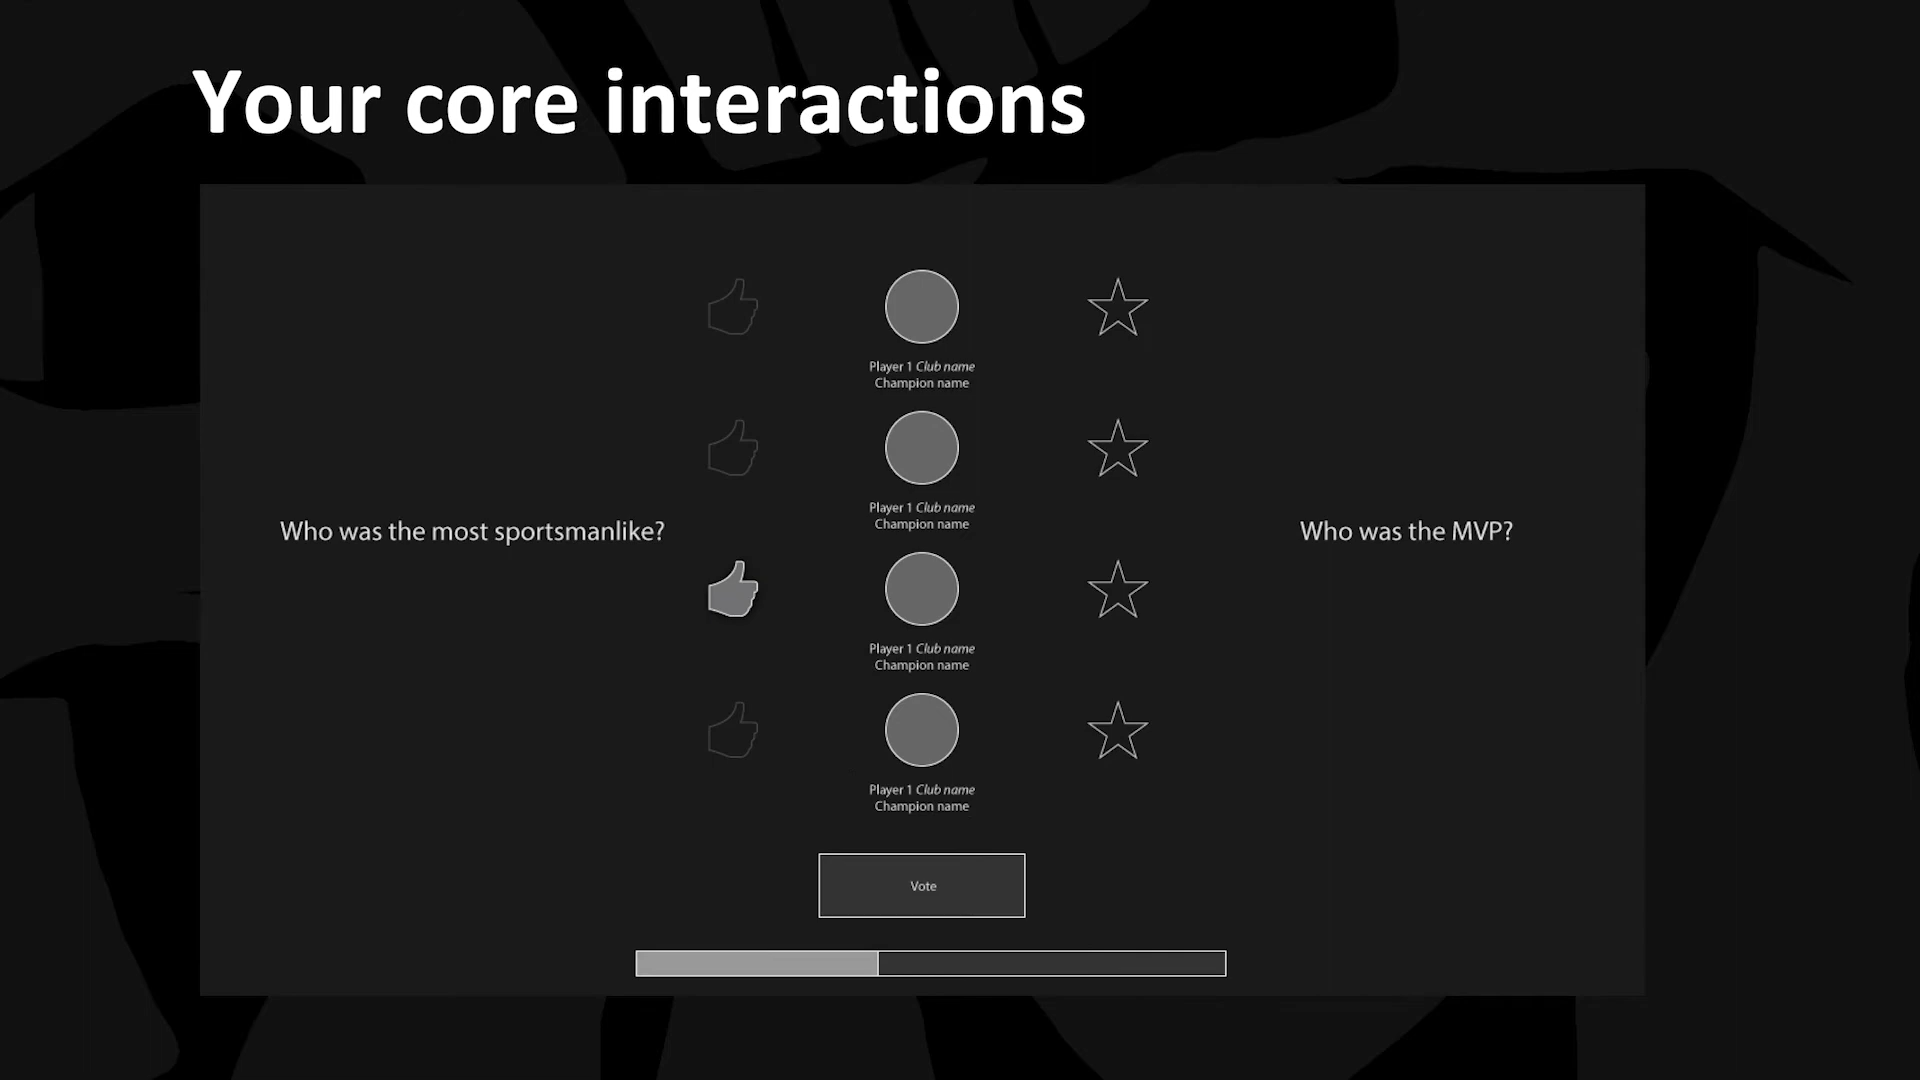 Your core interactions
Player 1 Club name
Champion name
Player 1 Club name
Champion name
Who was the most sportsmanlike?
Who was the MVP?
Player 1 Club name
Champion name
Player 1 Club name
Champion name
Vote